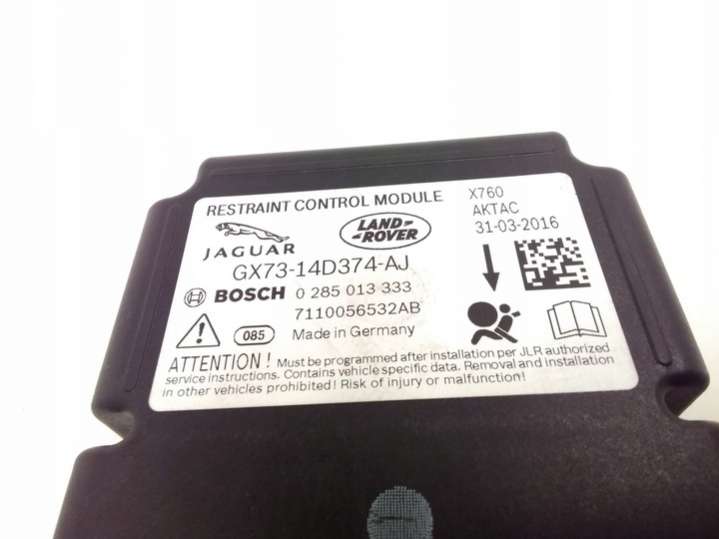 RESTRAINT CONTROL MODULE
X760
AKTAC
31-03-2016
JAGUAR
LAND-
-ROVER
GX73-14D374-AJ
BOSCH 0 285 013 333
7110056532AB
085 Made in Germany
ATTENTION ! Must be programmed after installation per JLR authorized
service instructions. Contains vehicle specific data. Removal and installation
in other vehicles prohibited ! Risk of injury or malfunction!